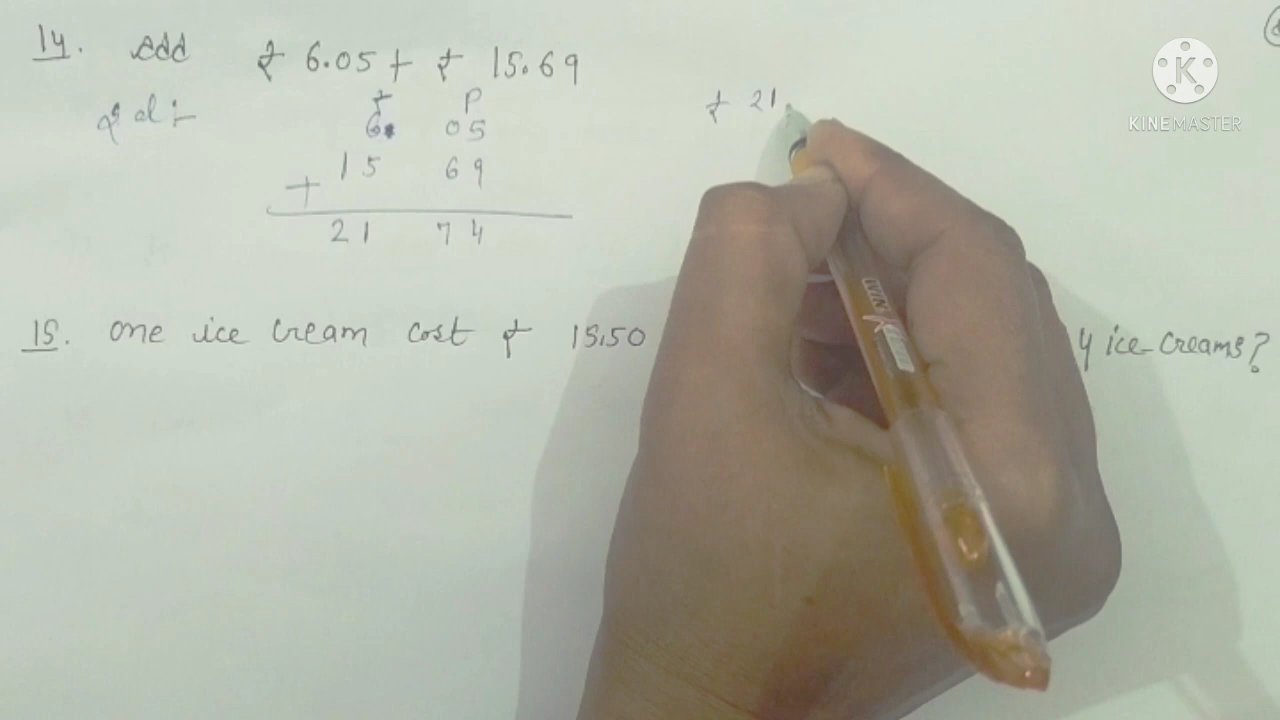 14. Add ₹ 6.05 + ₹ 15.69
Sol :-
₹ P
6. 05
+ 15 69
21 74
₹ 21.
15. One ice cream cost ₹ 15.50 4 ice-creams?
KINEMASTER
WIN